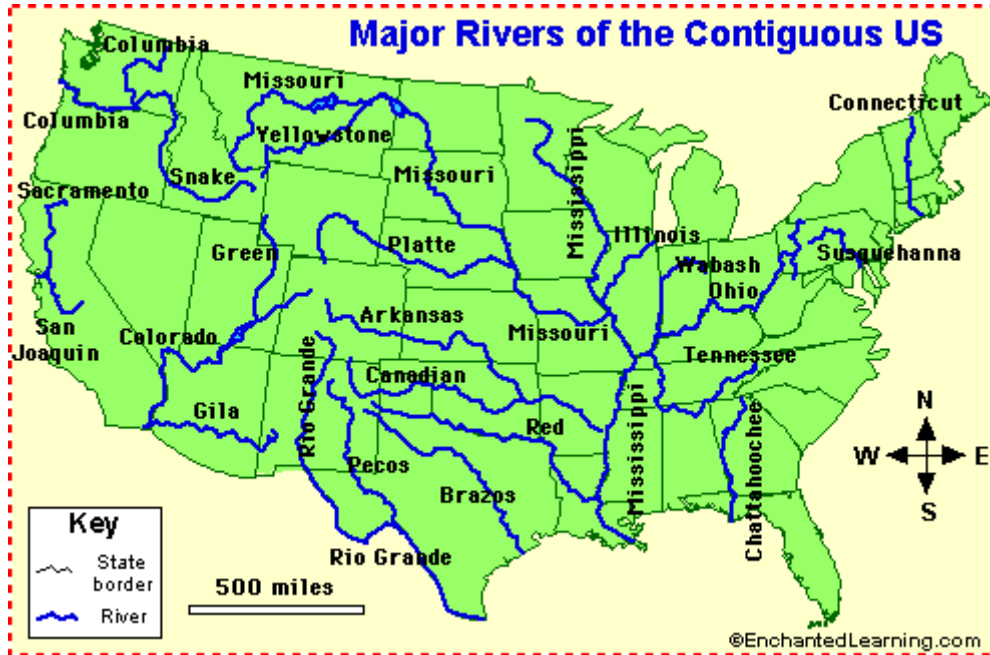 Major Rivers of the Contiguous US
Columbia
Missouri
Connecticut
Columbia
Yellowstone
Mississippi
Snake
Missouri
Sacramento
Illinois
Green
Platte
Wabash
Susquehanna
Ohio
Arkansas
San
Joaquin
Colorado
Missouri
Tennessee
Rio Grande
Canadian
Gila
Red
Mississippi
Chattahoochee
Pecos
Brazos
Rio Grande
N
W
E
S
Key
State
border
River
500 miles
©EnchantedLearning.com